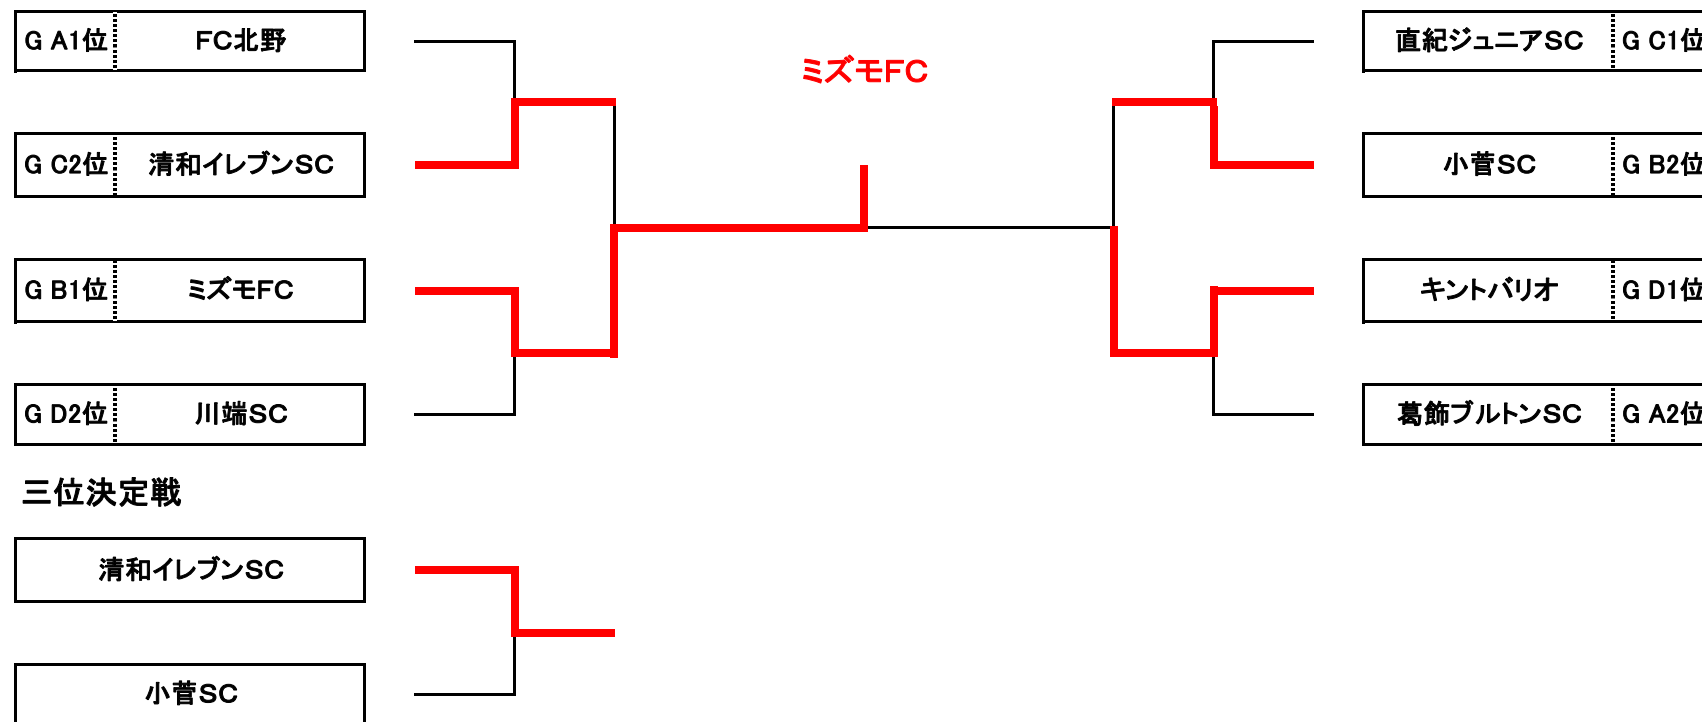 G A1位 FC北野
ミズモFC
直紀ジュニアSC G C1位
G C2位 清和イレブンSC
小菅SC G B2位
G B1位 ミズモFC
キントバリオ G D1位
G D2位 川端SC
葛飾ブルトンSC G A2位
三位決定戦
清和イレブンSC
小菅SC